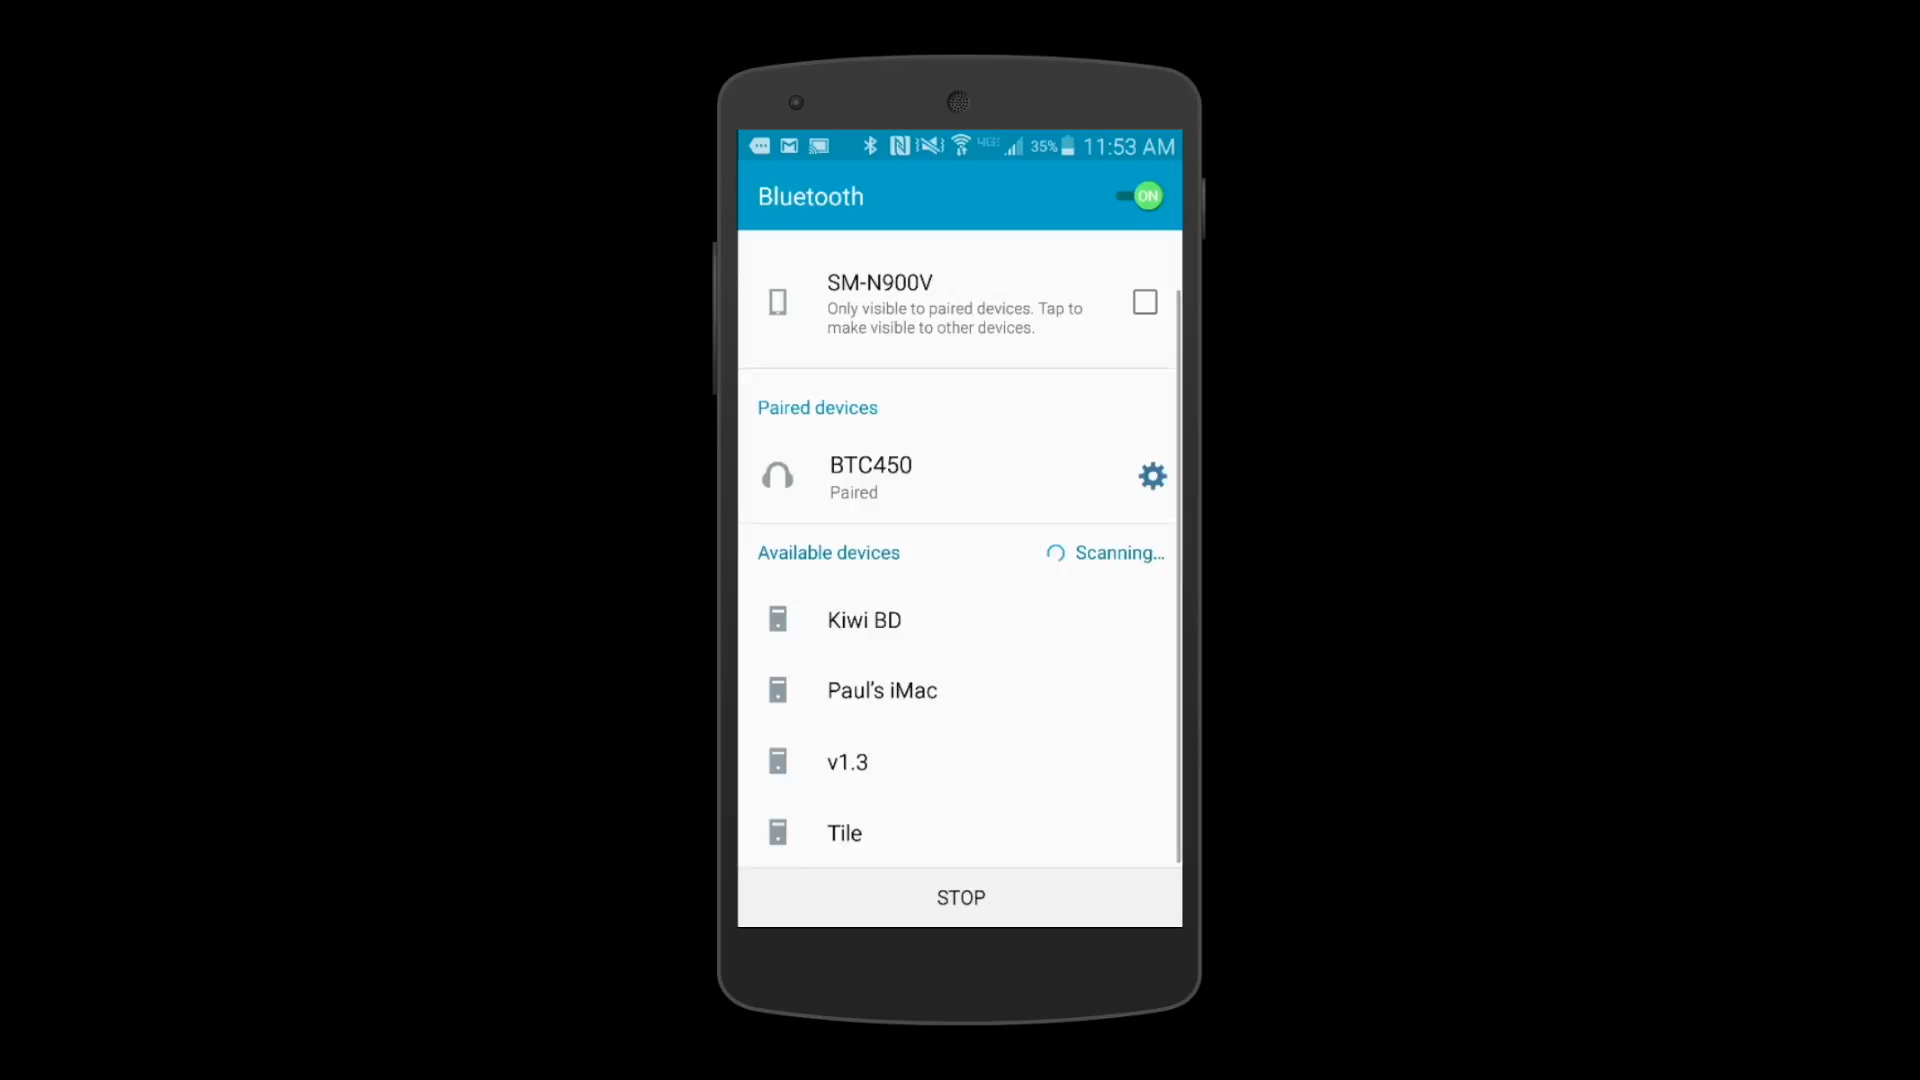 35% 11:53 AM
Bluetooth ON
SM-N900V
Only visible to paired devices. Tap to
make visible to other devices.
Paired devices
BTC450
Paired
Available devices Scanning...
Kiwi BD
Paul's iMac
v1.3
Tile
STOP